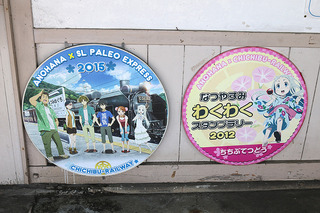 ANOHANA × SL PALEO EXPRESS
2015
CHICHIBU-RAILWAY
ANOHANA × CHICHIBU-RAILWAY
なつやすみ
わくわく
スタンプラリー
2012
ちちぶてつどう